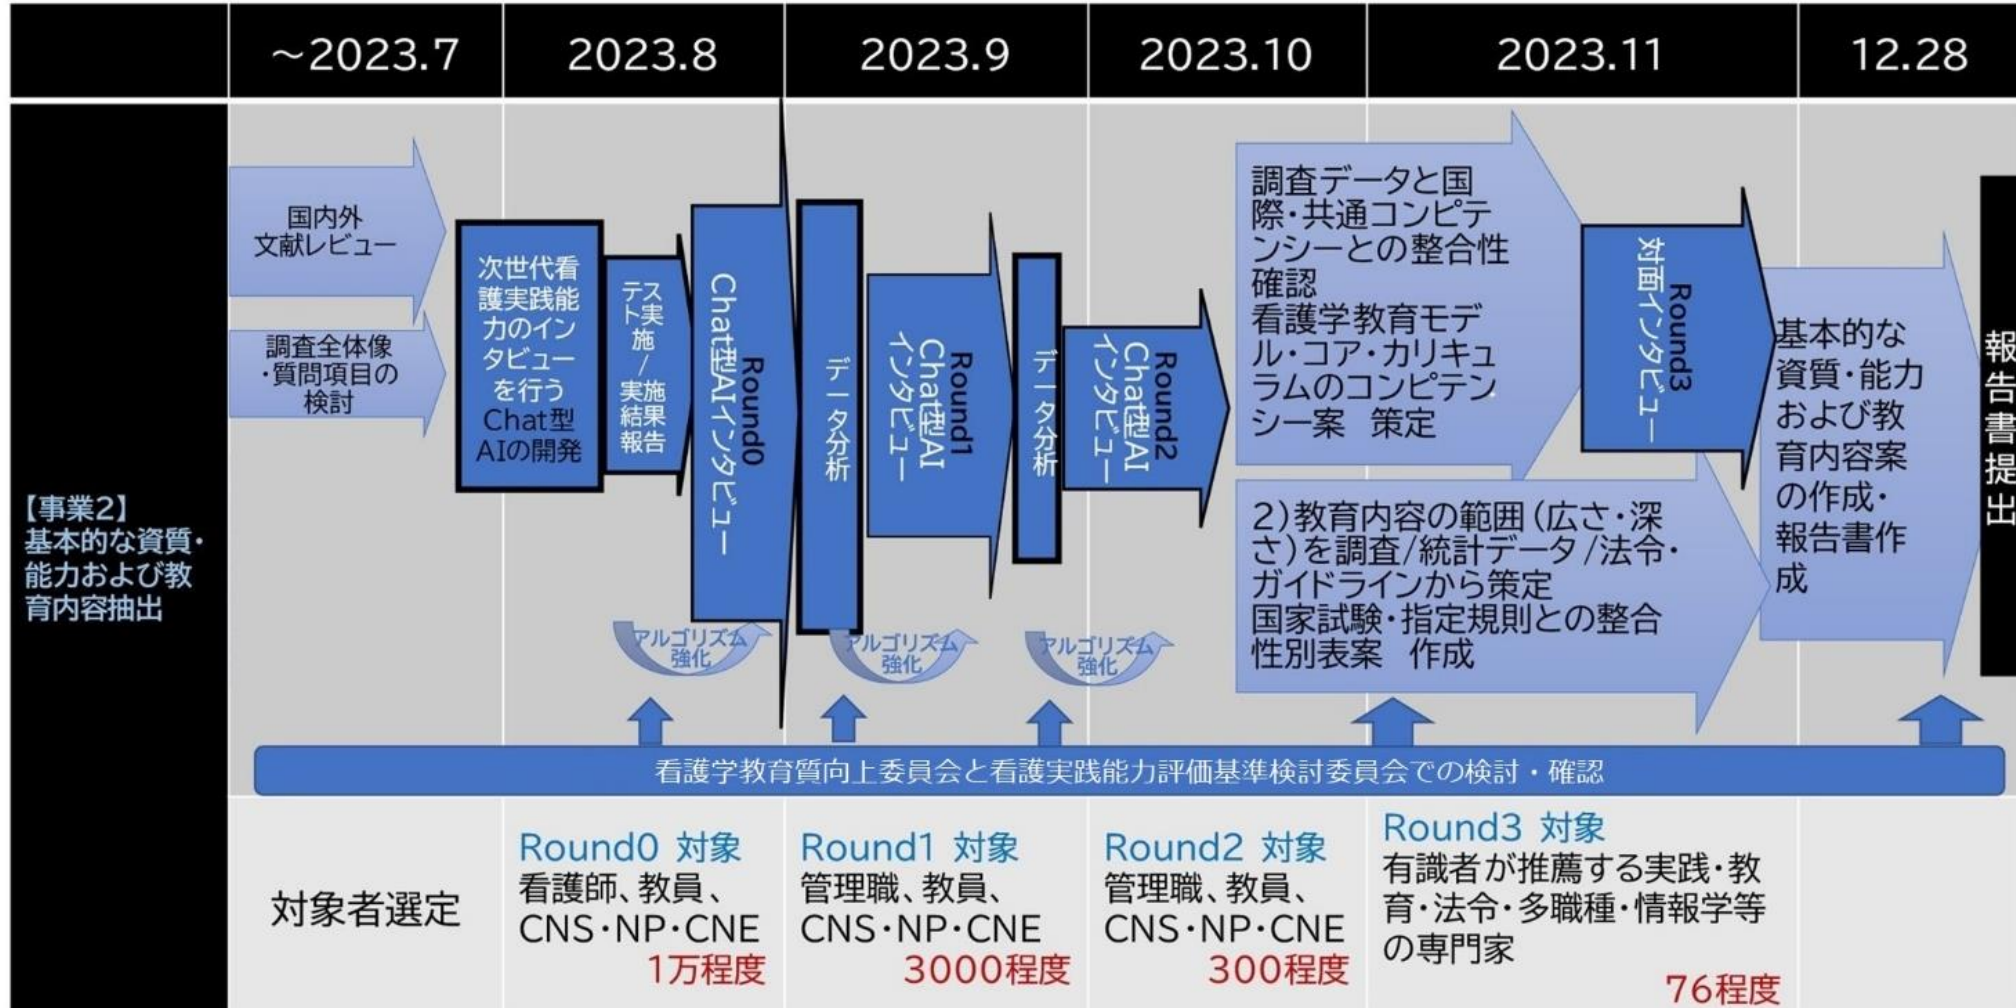 ~2023.7
2023.8
2023.9
2023.10
2023.11
12.28
【事業2】
基本的な資質・
能力および教
育内容抽出
国内外
文献レビュー
調査全体像
・質問項目の
検討
次世代看
護実践能
力のイン
タビュー
を行う
Chat型
AIの開発
テスト実施/
実施結果
報告
Round0
Chat型AIインタビュー
データ分析
Round1
Chat型AI
インタビュー
データ分析
Round2
Chat型AI
インタビュー
調査データと国
際・共通コンピテ
ンシーとの整合性
確認
看護学教育モデ
ル・コア・カリキュ
ラムのコンピテン
シー案 策定
Round3
対面インタビュー
2)教育内容の範囲(広さ・深
さ)を調査/統計データ/法令・
ガイドラインから策定
国家試験・指定規則との整合
性別表案 作成
基本的な
資質・能力
および教
育内容案
の作成・
報告書作
成
報告書提出
アルゴリズム
強化
アルゴリズム
強化
アルゴリズム
強化
看護学教育質向上委員会と看護実践能力評価基準検討委員会での検討・確認
対象者選定
Round0 対象
看護師、教員、
CNS・NP・CNE
1万程度
Round1 対象
管理職、教員、
CNS・NP・CNE
3000程度
Round2 対象
管理職、教員、
CNS・NP・CNE
300程度
Round3 対象
有識者が推薦する実践・教
育・法令・多職種・情報学等
の専門家
76程度